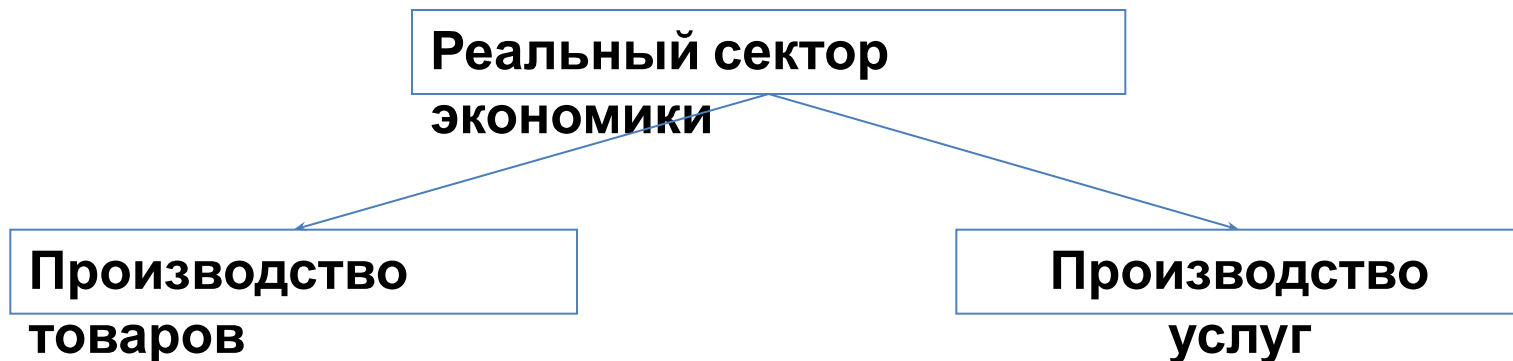 Реальный сектор
экономики
Производство
товаров
Производство
услуг